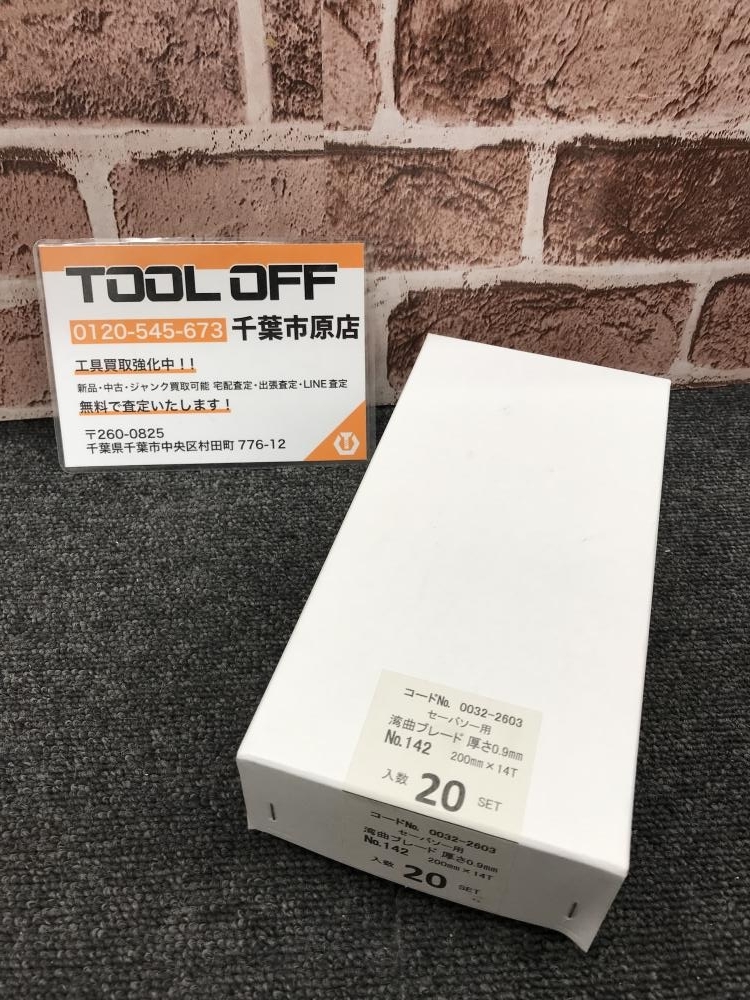 TOOL OFF
0120-545-673 千葉市原店
工具買取強化中！！
新品・中古・ジャンク買取可能 宅配査定・出張査定・LINE査定
無料で査定いたします！
〒260-0825
千葉県千葉市中央区村田町 776-12
コードNo. 0032-2603
セーバソー用
湾曲ブレード 厚さ0.9mm
No.142 200mm×14T
入数 20 SET
コードNo. 0032-2603
セーバソー用
湾曲ブレード 厚さ0.9mm
No.142 200mm×14T
入数 20 SET